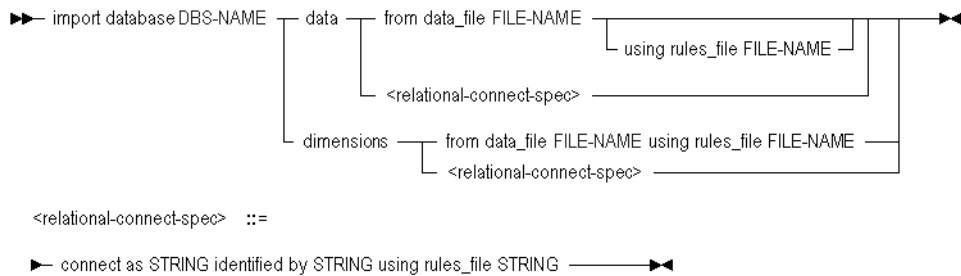 import database DBS-NAME data from data_file FILE-NAME
using rules_file FILE-NAME
<relational-connect-spec>
dimensions from data_file FILE-NAME using rules_file FILE-NAME
<relational-connect-spec>
<relational-connect-spec> ::=
connect as STRING identified by STRING using rules_file STRING